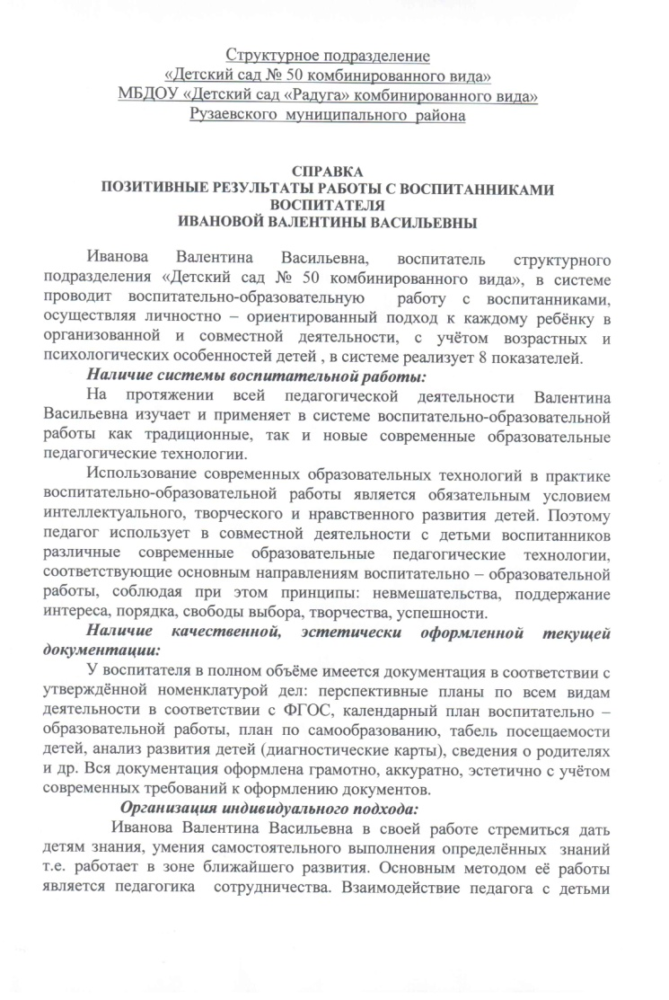 Структурное подразделение
«Детский сад № 50 комбинированного вида»
МБДОУ «Детский сад «Радуга» комбинированного вида»
Рузаевского муниципального района
СПРАВКА
ПОЗИТИВНЫЕ РЕЗУЛЬТАТЫ РАБОТЫ С ВОСПИТАННИКАМИ
ВОСПИТАТЕЛЯ
ИВАНОВОЙ ВАЛЕНТИНЫ ВАСИЛЬЕВНЫ
Иванова Валентина Васильевна, воспитатель структурного
подразделения «Детский сад № 50 комбинированного вида», в системе
проводит воспитательно-образовательную работу с воспитанниками,
осуществляя личностно – ориентированный подход к каждому ребёнку в
организованной и совместной деятельности, с учётом возрастных и
психологических особенностей детей , в системе реализует 8 показателей.
Наличие системы воспитательной работы:
На протяжении всей педагогической деятельности Валентина
Васильевна изучает и применяет в системе воспитательно-образовательной
работы как традиционные, так и новые современные образовательные
педагогические технологии.
Использование современных образовательных технологий в практике
воспитательно-образовательной работы является обязательным условием
интеллектуального, творческого и нравственного развития детей. Поэтому
педагог использует в совместной деятельности с детьми воспитанников
различные современные образовательные педагогические технологии,
соответствующие основным направлениям воспитательно – образовательной
работы, соблюдая при этом принципы: невмешательства, поддержание
интереса, порядка, свободы выбора, творчества, успешности.
Наличие качественной, эстетически оформленной текущей
документации:
У воспитателя в полном объёме имеется документация в соответствии с
утверждённой номенклатурой дел: перспективные планы по всем видам
деятельности в соответствии с ФГОС, календарный план воспитательно –
образовательной работы, план по самообразованию, табель посещаемости
детей, анализ развития детей (диагностические карты), сведения о родителях
и др. Вся документация оформлена грамотно, аккуратно, эстетично с учётом
современных требований к оформлению документов.
Организация индивидуального подхода:
Иванова Валентина Васильевна в своей работе стремиться дать
детям знания, умения самостоятельного выполнения определённых знаний
т.е. работает в зоне ближайшего развития. Основным методом её работы
является педагогика сотрудничества. Взаимодействие педагога с детьми